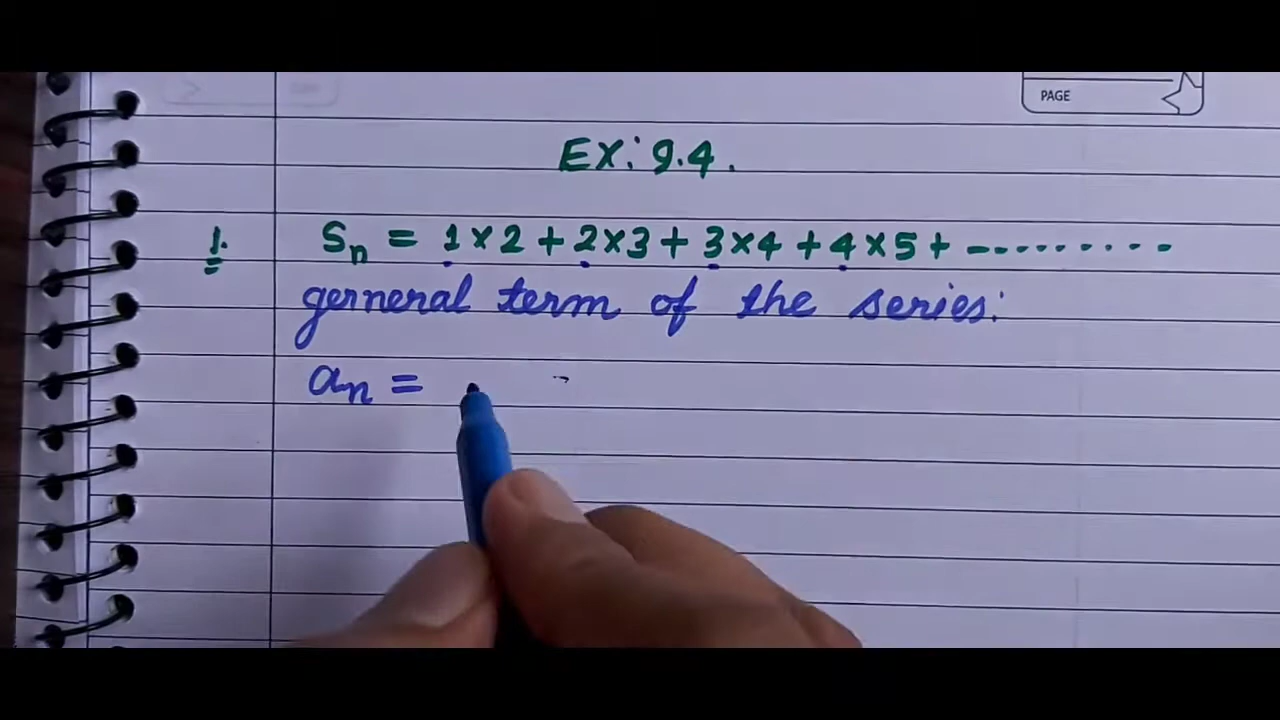 PAGE
EX: 9.4.
1. Sn = 1×2 + 2×3 + 3×4 + 4×5 + ---------
gerneral term of the series:
an =